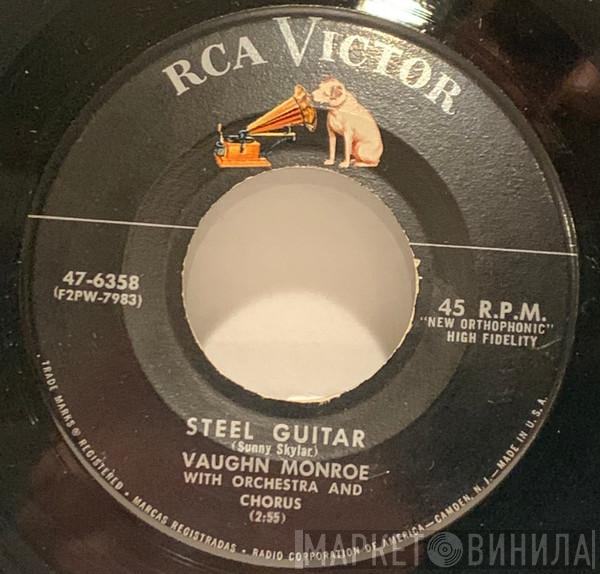 RCA VICTOR
47-6358
(F2PW-7983)
45 R.P.M.
"NEW ORTHOPHONIC"
HIGH FIDELITY
STEEL GUITAR
(Sunny Skylar)
VAUGHN MONROE
WITH ORCHESTRA AND
CHORUS
(2:55)
TRADE MARKS ® REGISTERED • MARCAS REGISTRADAS • RADIO CORPORATION OF AMERICA—CAMDEN, N. J.—MADE IN U.S.A.
МАРКЕТ ВИНИЛА